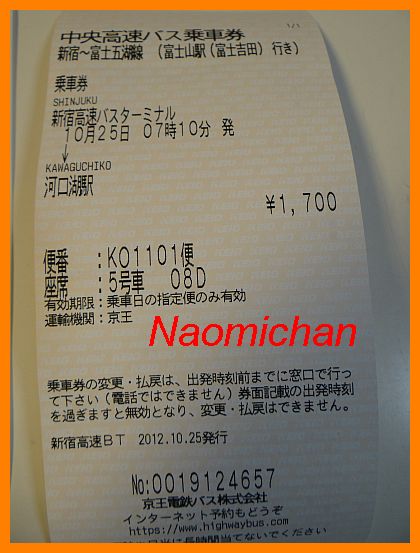 1/1
中央高速バス乗車券
新宿～富士五湖線 (富士山駅(富士吉田) 行き)
乗車券
SHINJUKU
新宿高速バスターミナル
10月25日 07時10分 発
↓
KAWAGUCHIKO
河口湖駅
¥1,700
便番 :KO1101便
座席 :5号車 08D
有効期限:乗車日の指定便のみ有効
運輸機関:京王
Naomichan
乗車券の変更・払戻は、出発時刻前までに窓口で行っ
て下さい(電話ではできません)券面記載の出発時刻
を過ぎますと無効となり、変更・払戻はできません。
新宿高速BT 2012.10.25発行
No:0019124657
京王電鉄バス株式会社
インターネット予約もどうぞ
https://www.highwaybus.com